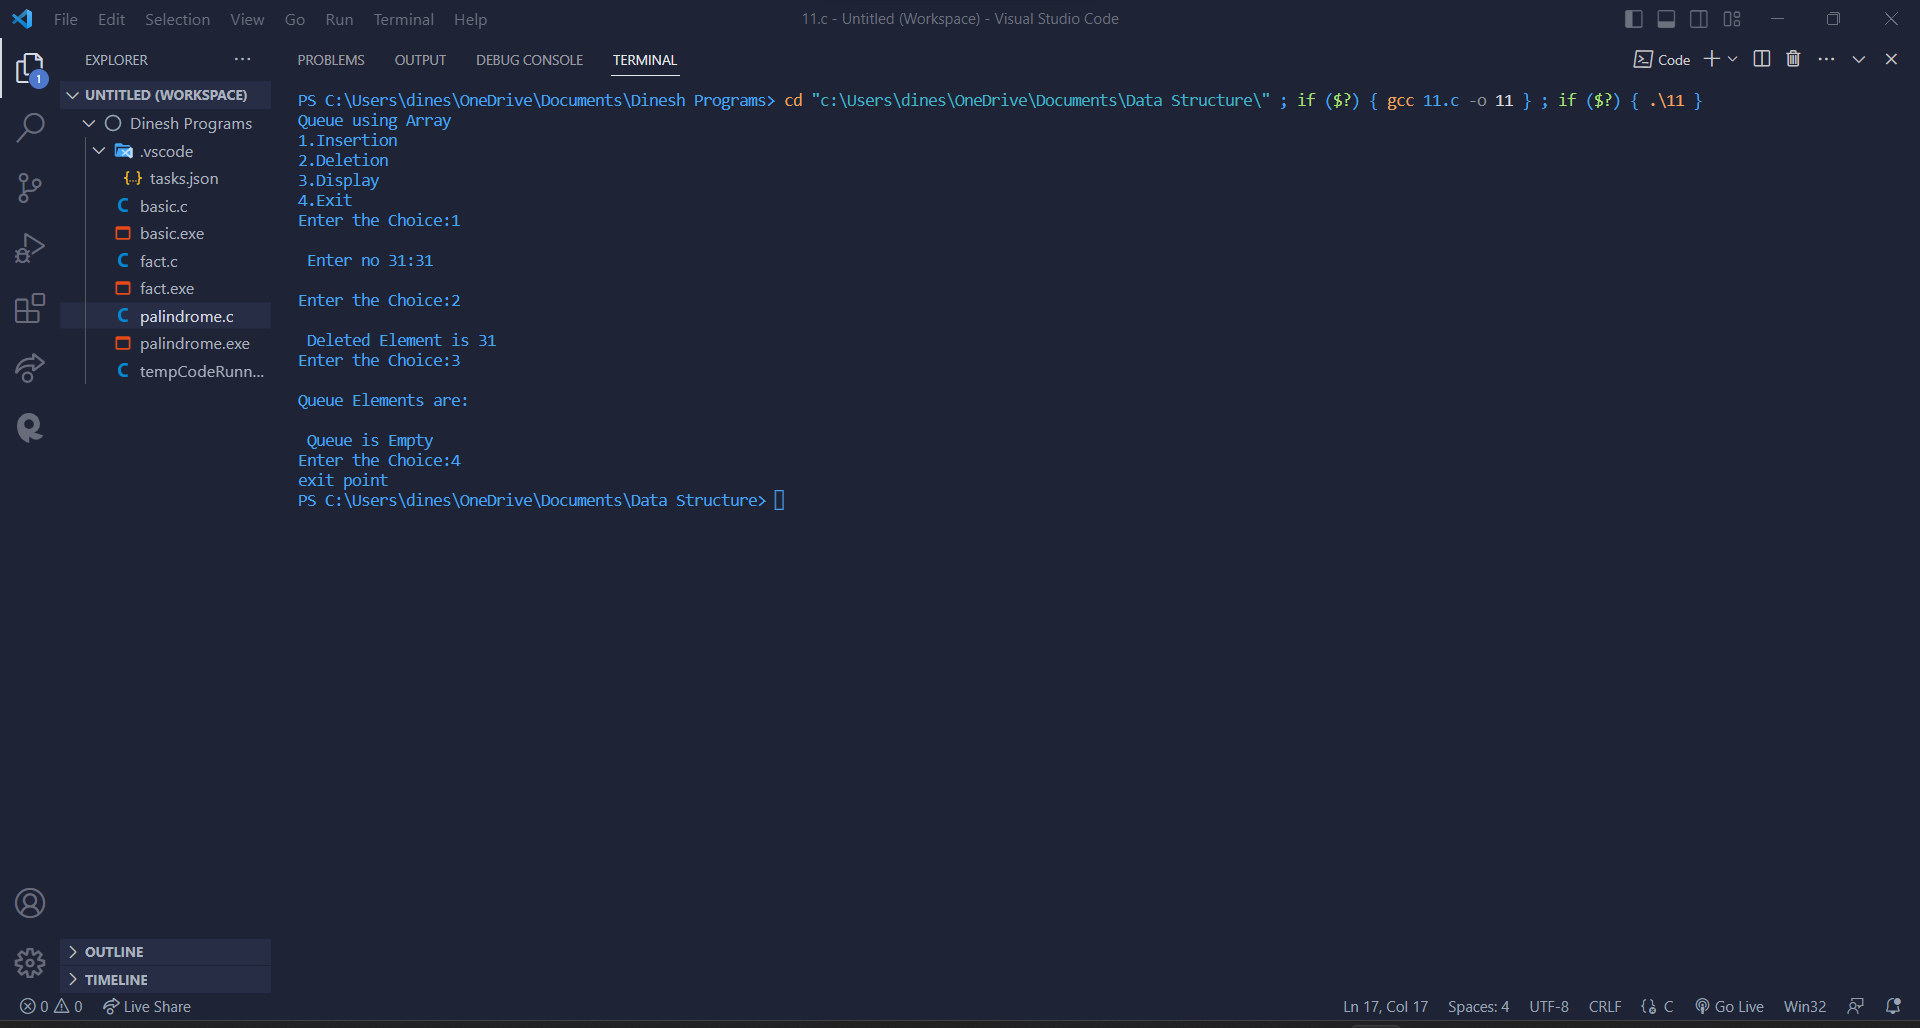 File Edit Selection View Go Run Terminal Help
11.c - Untitled (Workspace) - Visual Studio Code
EXPLORER
PROBLEMS OUTPUT DEBUG CONSOLE TERMINAL
Code
1
UNTITLED (WORKSPACE)
Dinesh Programs
.vscode
tasks.json
basic.c
basic.exe
fact.c
fact.exe
palindrome.c
palindrome.exe
tempCodeRunn...
PS C:\Users\dines\OneDrive\Documents\Dinesh Programs> cd "c:\Users\dines\OneDrive\Documents\Data Structure\" ; if ($?) { gcc 11.c -o 11 } ; if ($?) { .\11 }
Queue using Array
1.Insertion
2.Deletion
3.Display
4.Exit
Enter the Choice:1
Enter no 31:31
Enter the Choice:2
Deleted Element is 31
Enter the Choice:3
Queue Elements are:
Queue is Empty
Enter the Choice:4
exit point
PS C:\Users\dines\OneDrive\Documents\Data Structure>
OUTLINE
TIMELINE
0 0 Live Share
Ln 17, Col 17 Spaces: 4 UTF-8 CRLF C Go Live Win32